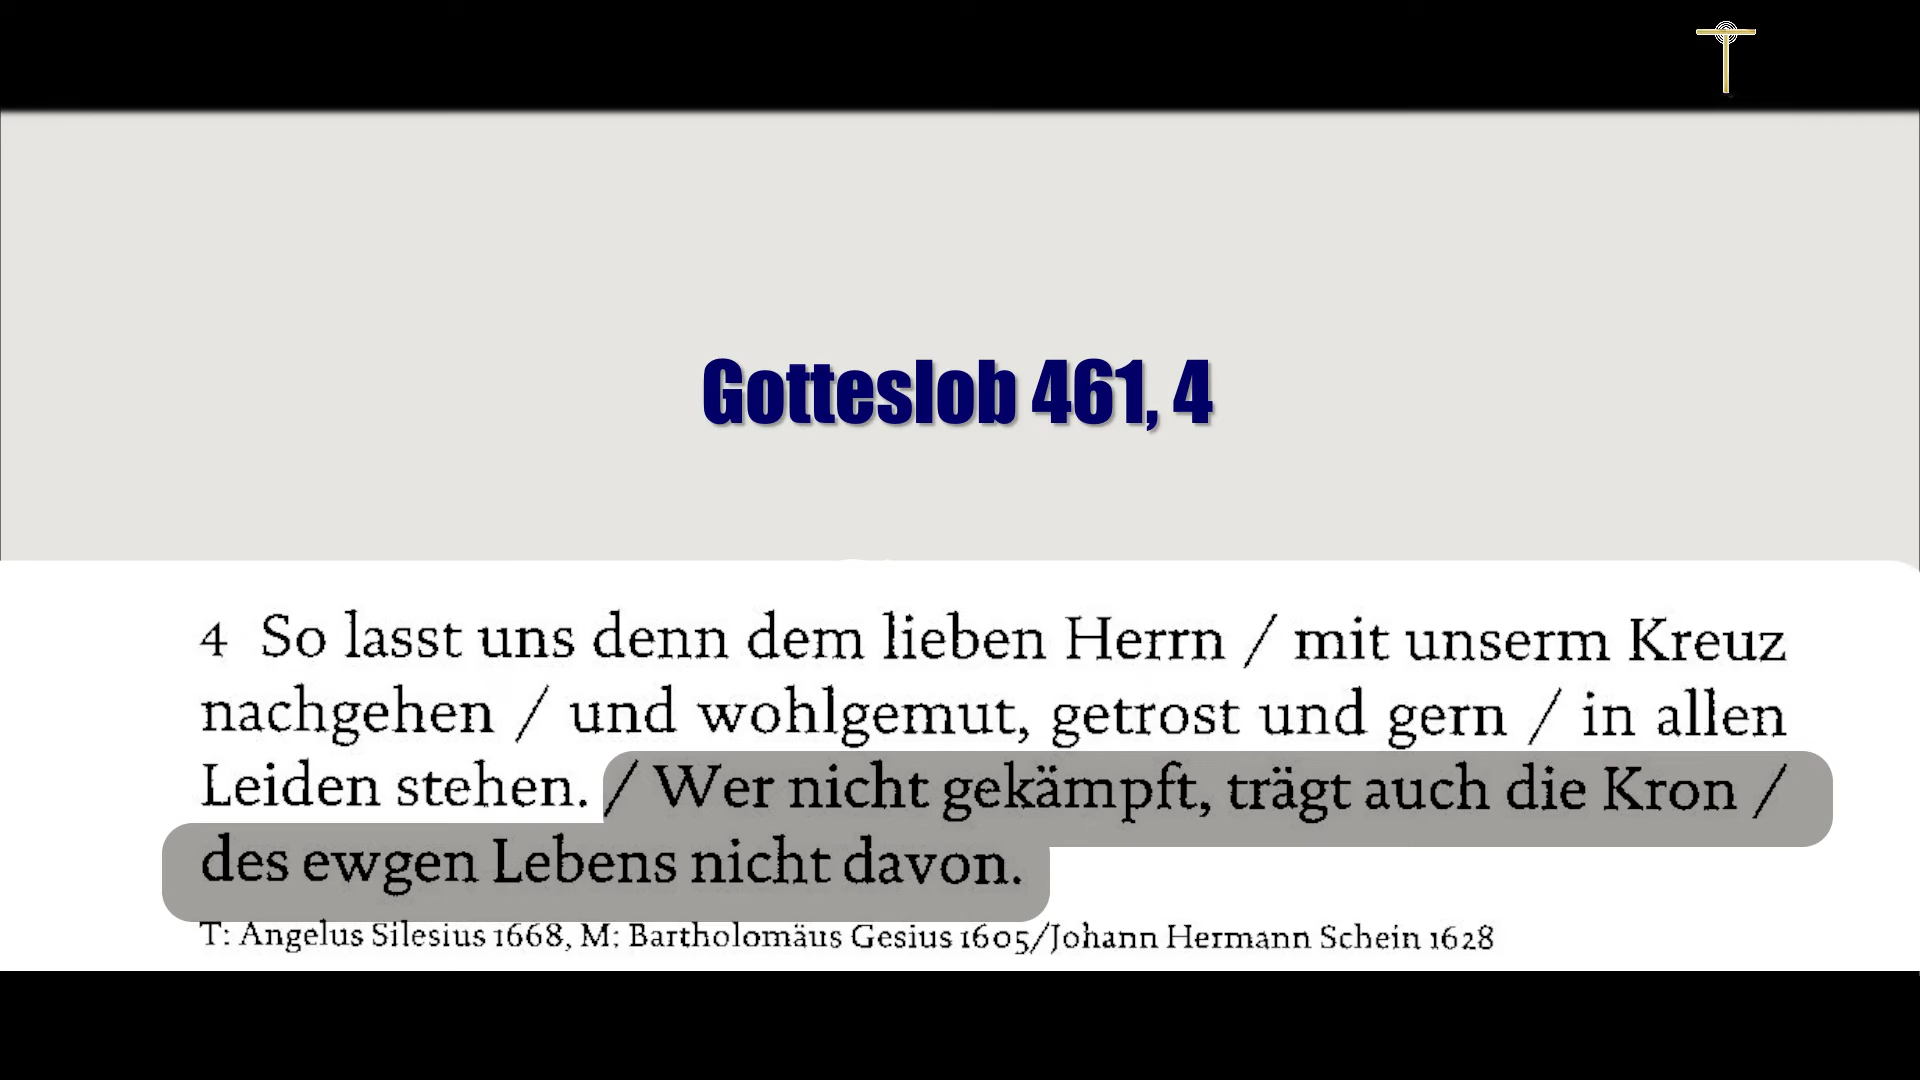 Gotteslob 461, 4
4 So lasst uns denn dem lieben Herrn / mit unserm Kreuz
nachgehen / und wohlgemut, getrost und gern / in allen
Leiden stehen. / Wer nicht gekämpft, trägt auch die Kron /
des ewgen Lebens nicht davon.
T: Angelus Silesius 1668, M: Bartholomäus Gesius 1605/Johann Hermann Schein 1628